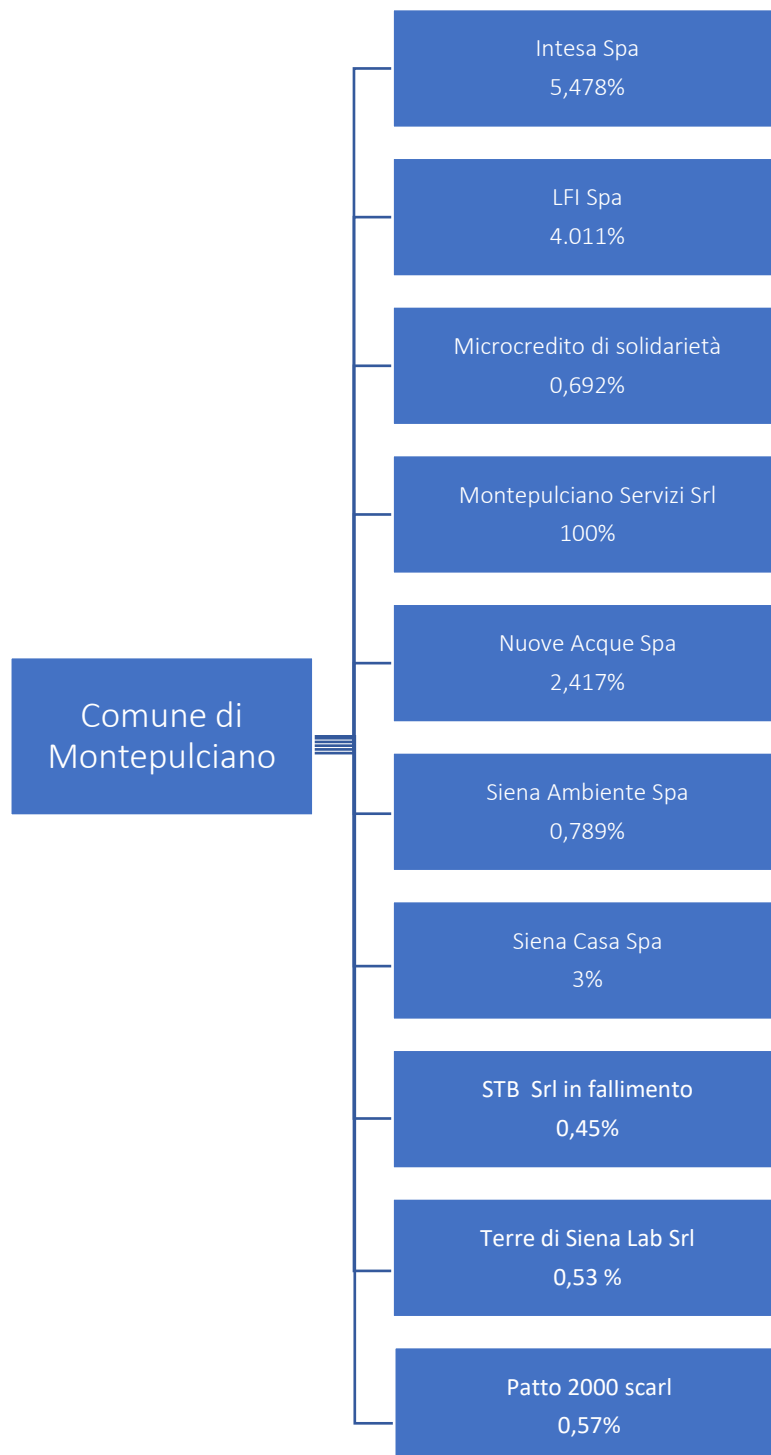 Intesa Spa
5,478%
LFI Spa
4.011%
Microcredito di solidarietà
0,692%
Montepulciano Servizi Srl
100%
Comune di
Montepulciano
Nuove Acque Spa
2,417%
Siena Ambiente Spa
0,789%
Siena Casa Spa
3%
STB Srl in fallimento
0,45%
Terre di Siena Lab Srl
0,53 %
Patto 2000 scarl
0,57%